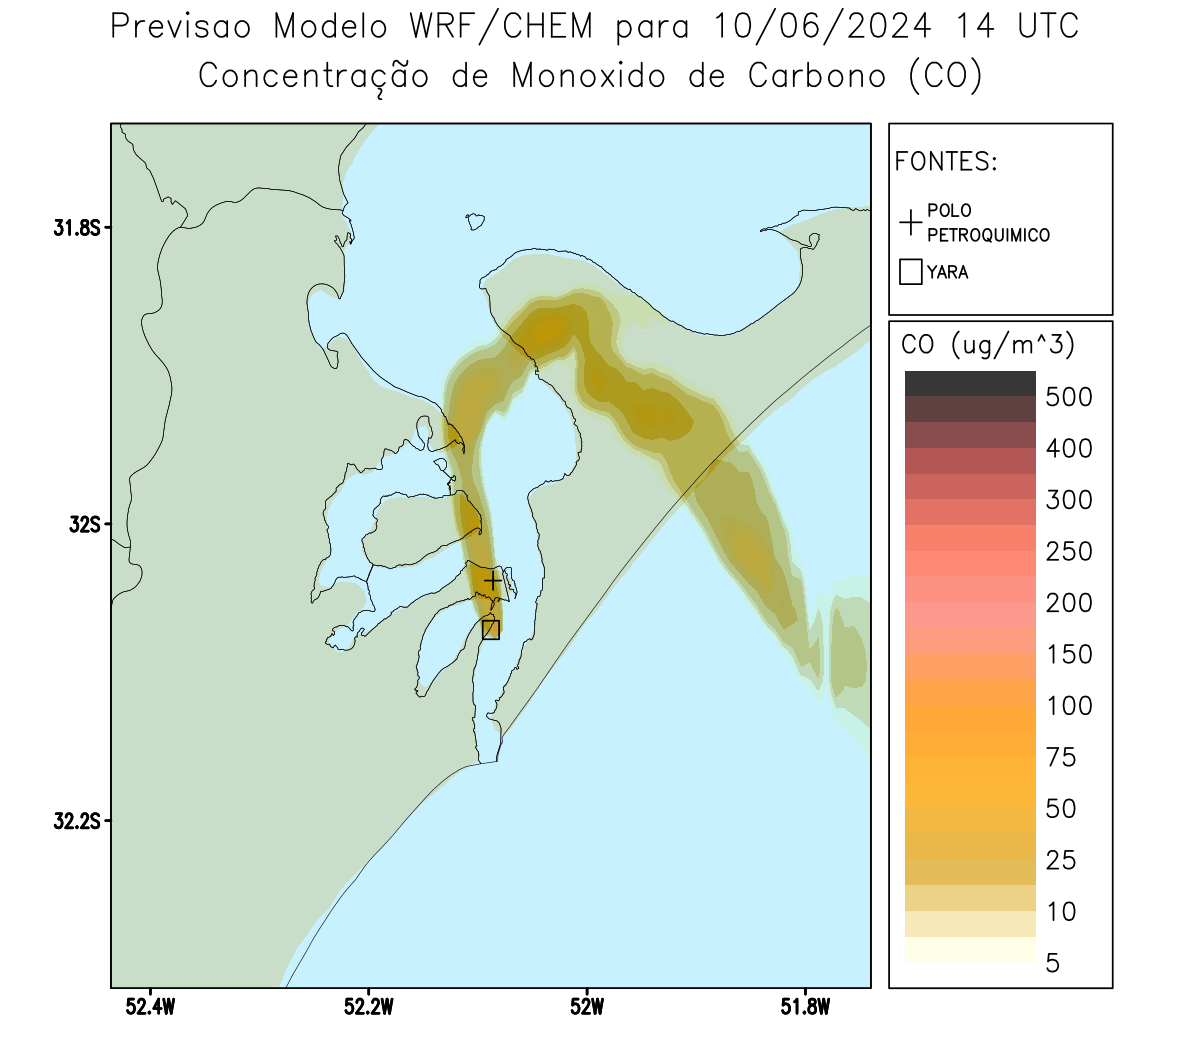 Previsao Modelo WRF/CHEM para 10/06/2024 14 UTC
Concentração de Monoxido de Carbono (CO)
FONTES:
POLO
PETROQUIMICO
YARA
CO (ug/m^3)
500
400
300
250
200
150
100
75
50
25
10
5
31.8S
32S
32.2S
52.4W
52.2W
52W
51.8W